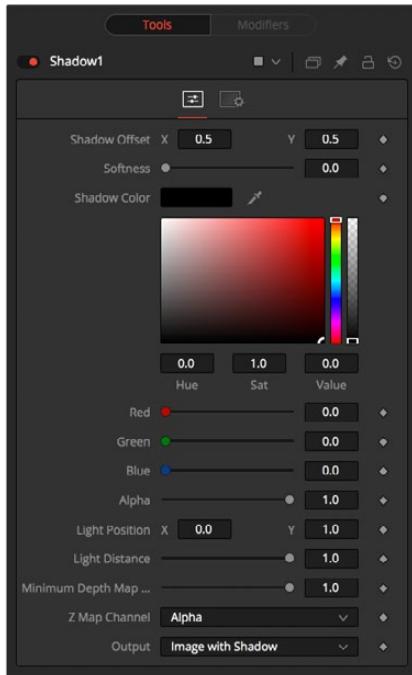 Tools Modifiers
Shadow1
Shadow Offset X 0.5 Y 0.5
Softness 0.0
Shadow Color
0.0 1.0 0.0
Hue Sat Value
Red 0.0
Green 0.0
Blue 0.0
Alpha 1.0
Light Position X 0.0 Y 1.0
Light Distance 1.0
Minimum Depth Map ... 1.0
Z Map Channel Alpha
Output Image with Shadow